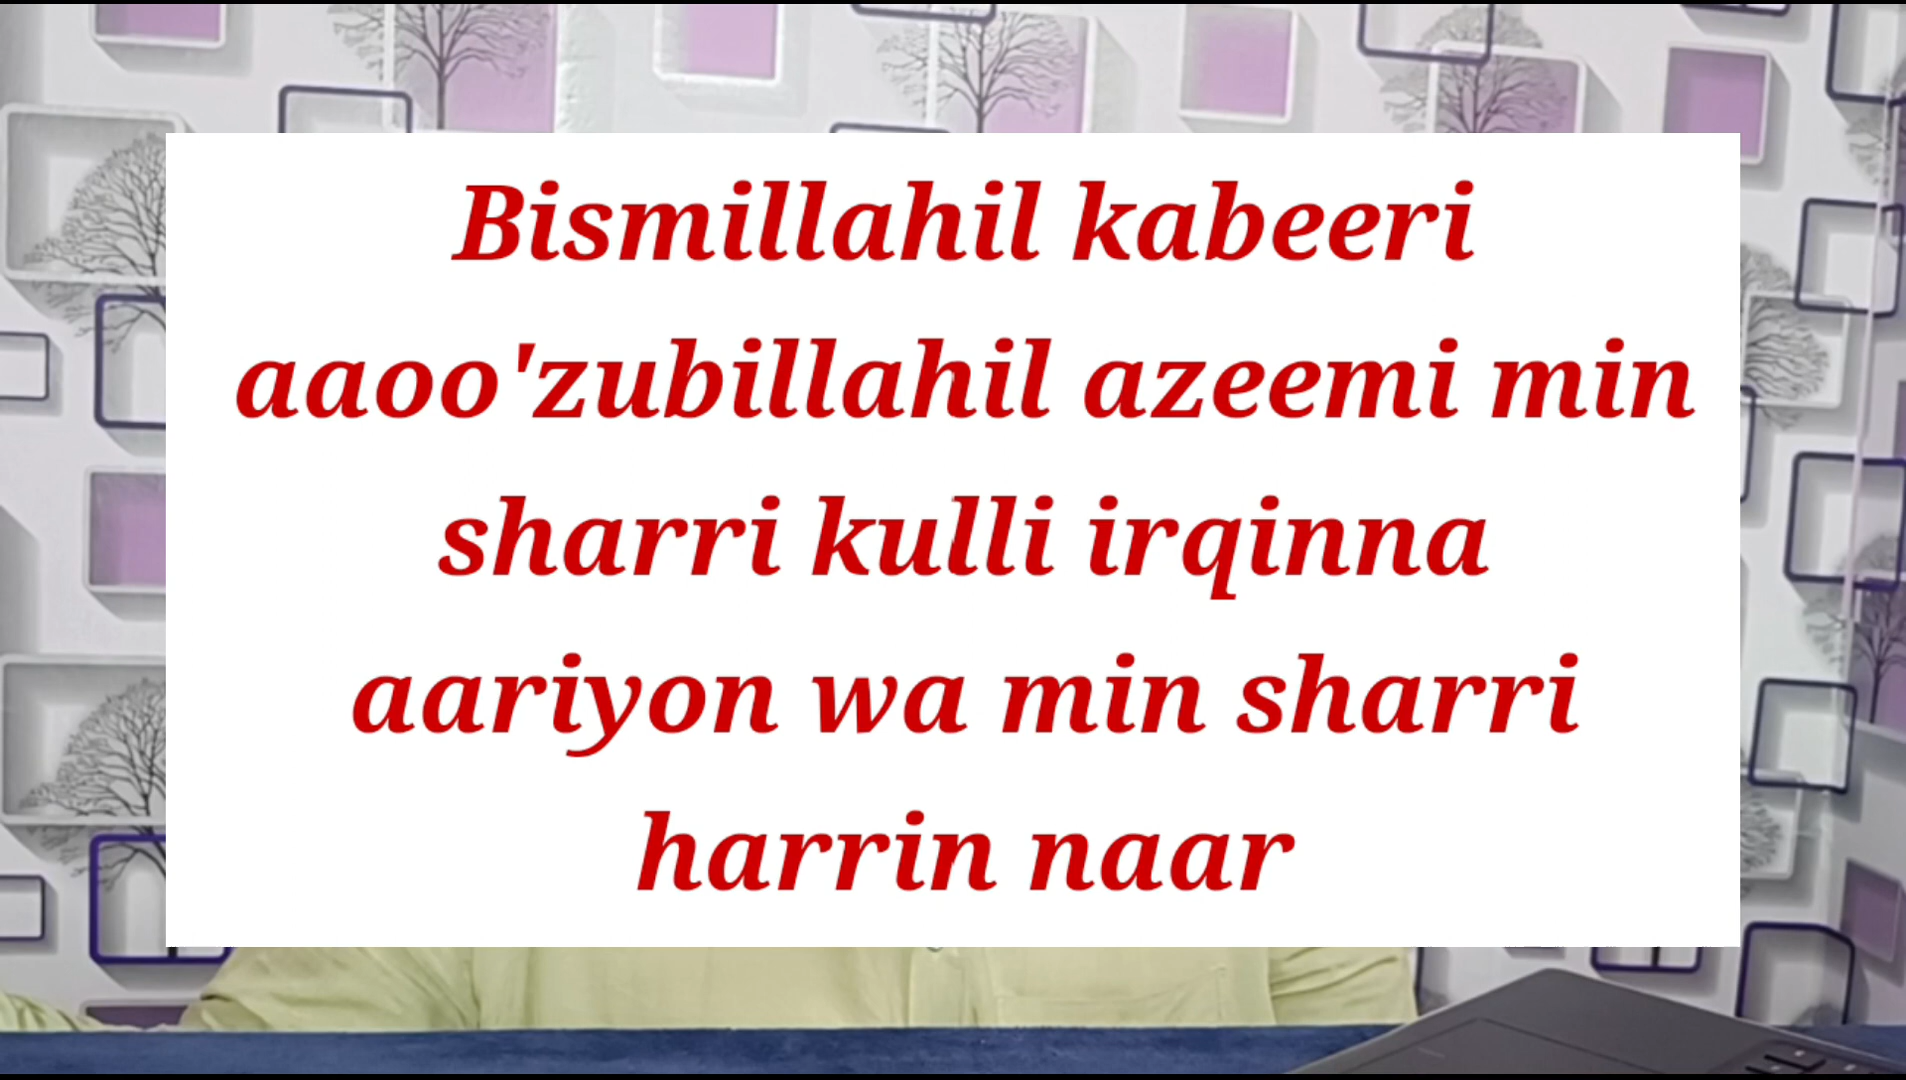 Bismillahil kabeeri
aaoo'zubillahil azeemi min
sharri kulli irqinna
aariyon wa min sharri
harrin naar